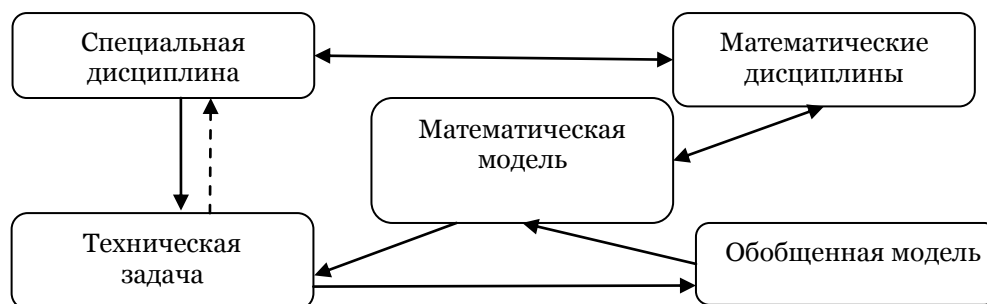 Специальная
дисциплина
Математические
дисциплины
Математическая
модель
Техническая
задача
Обобщенная модель